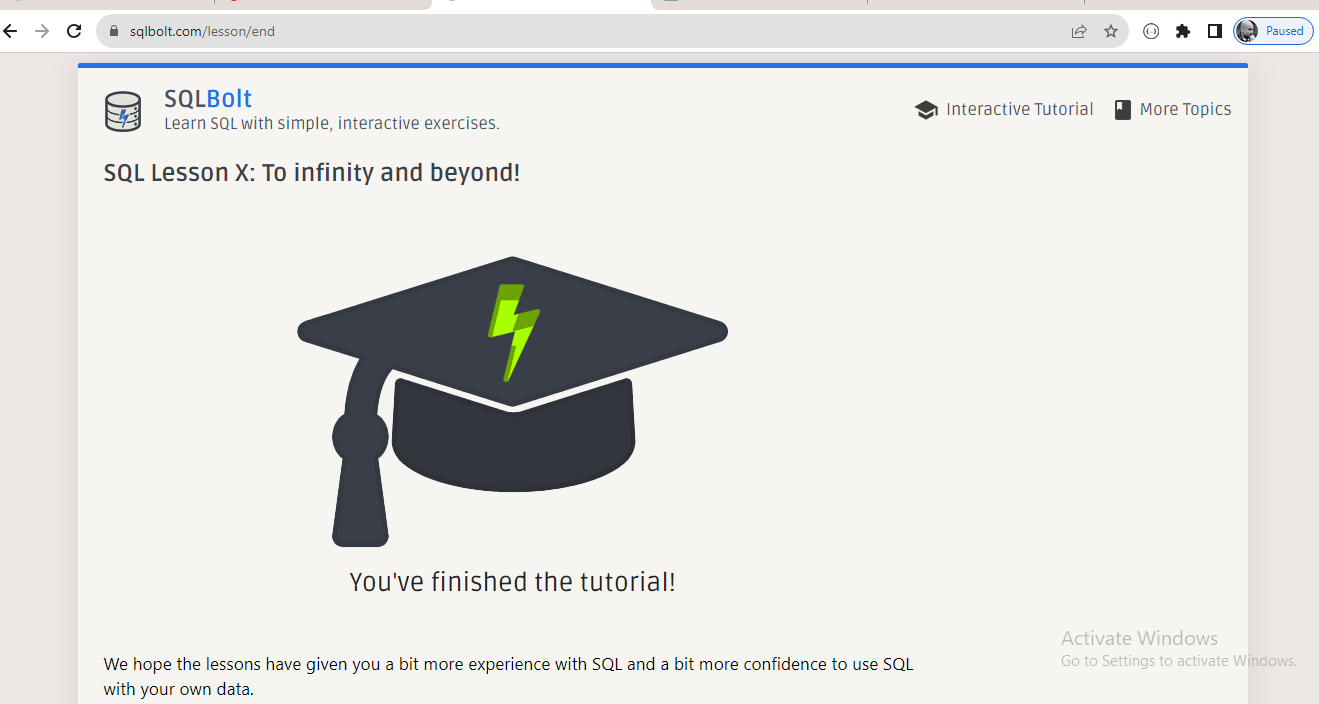 sqlbolt.com/lesson/end
Paused
SQLBolt
Learn SQL with simple, interactive exercises.
Interactive Tutorial
More Topics
SQL Lesson X: To infinity and beyond!
You've finished the tutorial!
Activate Windows
Go to Settings to activate Windows.
We hope the lessons have given you a bit more experience with SQL and a bit more confidence to use SQL
with your own data.